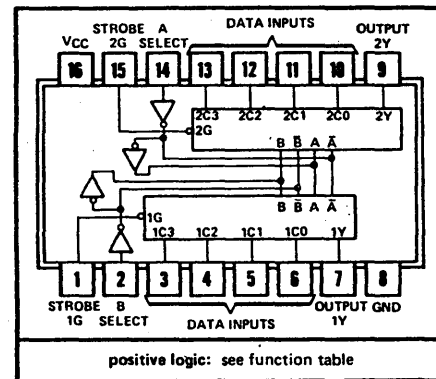 STROBE A DATA INPUTS OUTPUT
VCC 2G SELECT 2Y
16 15 14 13 12 11 10 9
2C3 2C2 2C1 2C0 2Y
2G
B B̅ A A̅
B B̅ A A̅
1G
1C3 1C2 1C1 1C0 1Y
1 2 3 4 5 6 7 8
STROBE B OUTPUT GND
1G SELECT DATA INPUTS 1Y
positive logic: see function table